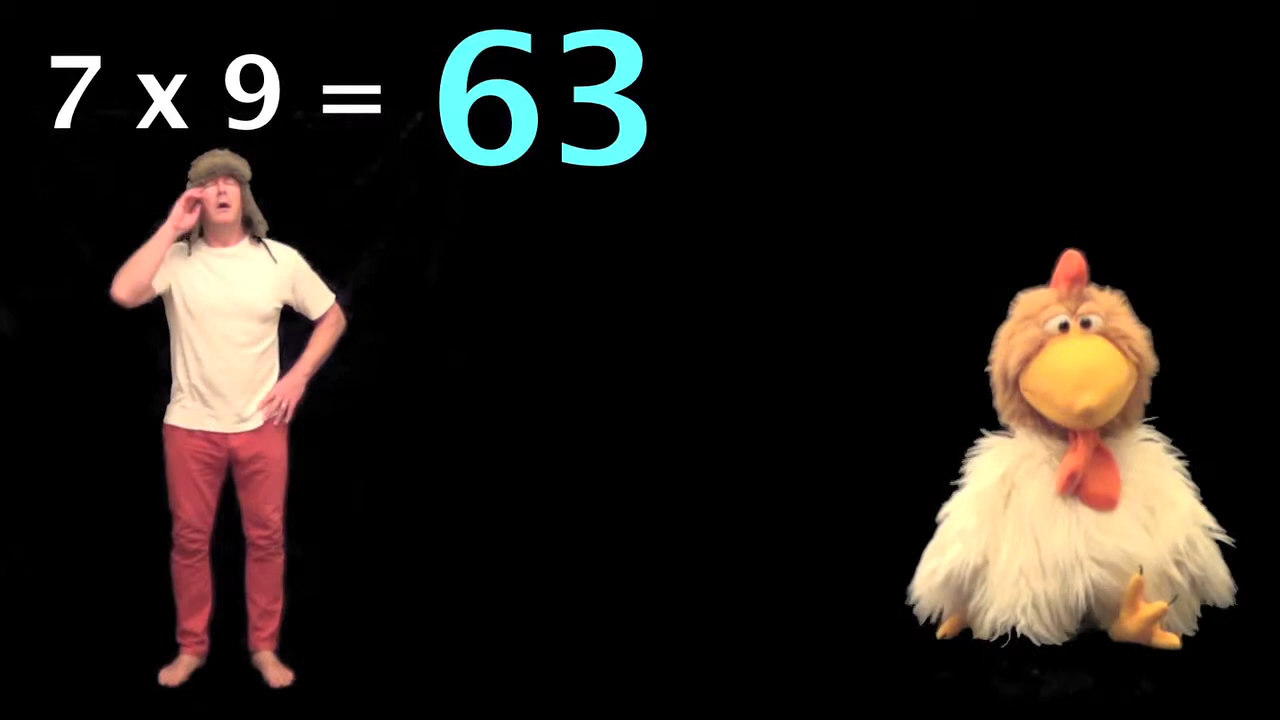 7 x 9 = 63